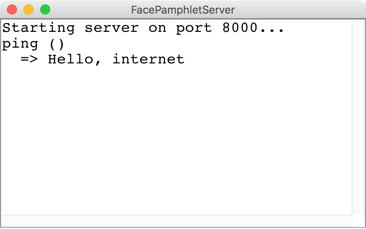 FacePamphletServer
Starting server on port 8000...
ping ()
  => Hello, internet